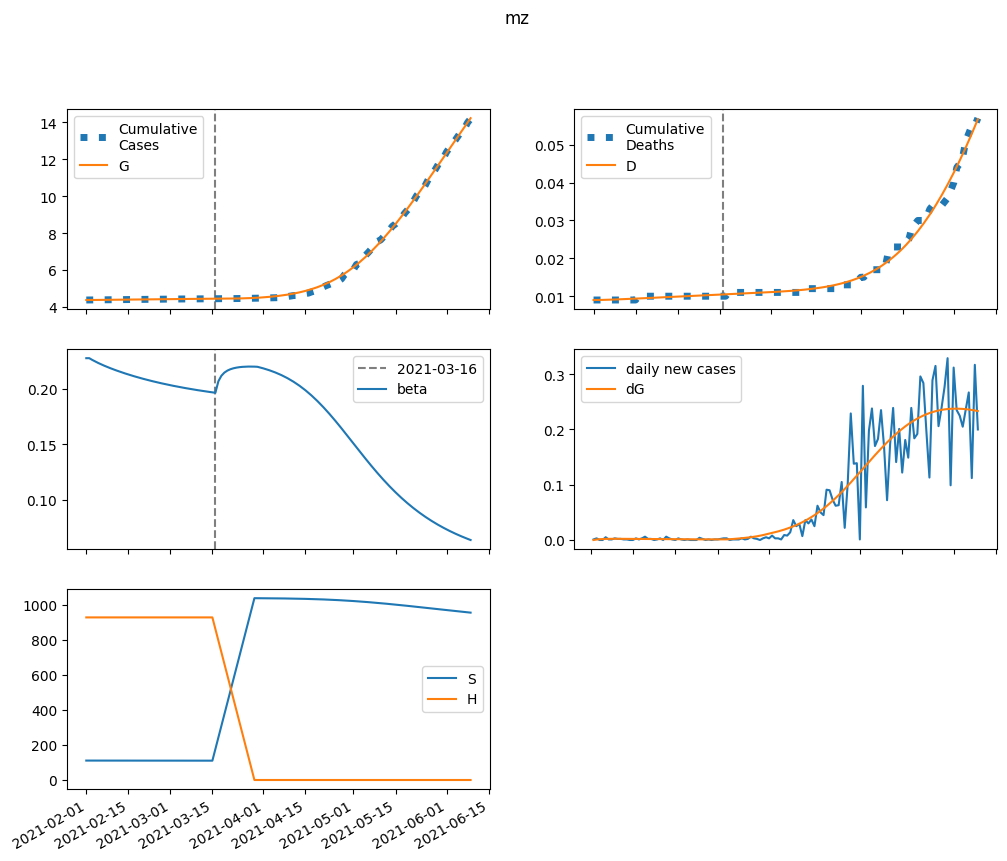 mz
14
12
10
8
6
4
Cumulative
Cases
G
0.05
0.04
0.03
0.02
0.01
Cumulative
Deaths
D
0.20
0.15
0.10
2021-03-16
beta
0.3
0.2
0.1
0.0
daily new cases
dG
1000
800
600
400
200
0
S
H
2021-02-01
2021-02-15
2021-03-01
2021-03-15
2021-04-01
2021-04-15
2021-05-01
2021-05-15
2021-06-01
2021-06-15